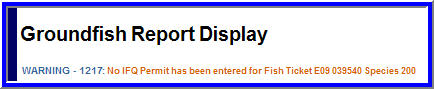 Groundfish Report Display
WARNING - 1217: No IFQ Permit has been entered for Fish Ticket E09 039540 Species 200